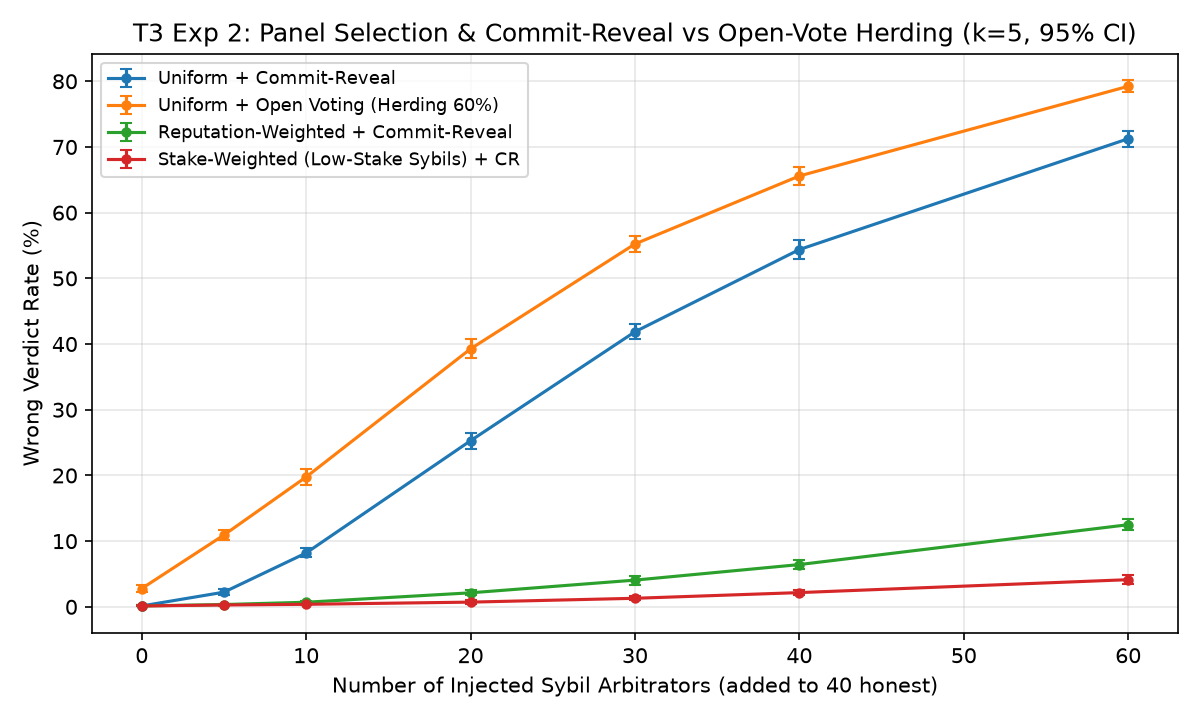 T3 Exp 2: Panel Selection & Commit-Reveal vs Open-Vote Herding (k=5, 95% CI)
Uniform + Commit-Reveal
Uniform + Open Voting (Herding 60%)
Reputation-Weighted + Commit-Reveal
Stake-Weighted (Low-Stake Sybils) + CR
Wrong Verdict Rate (%)
80
70
60
50
40
30
20
10
0
0 10 20 30 40 50 60
Number of Injected Sybil Arbitrators (added to 40 honest)